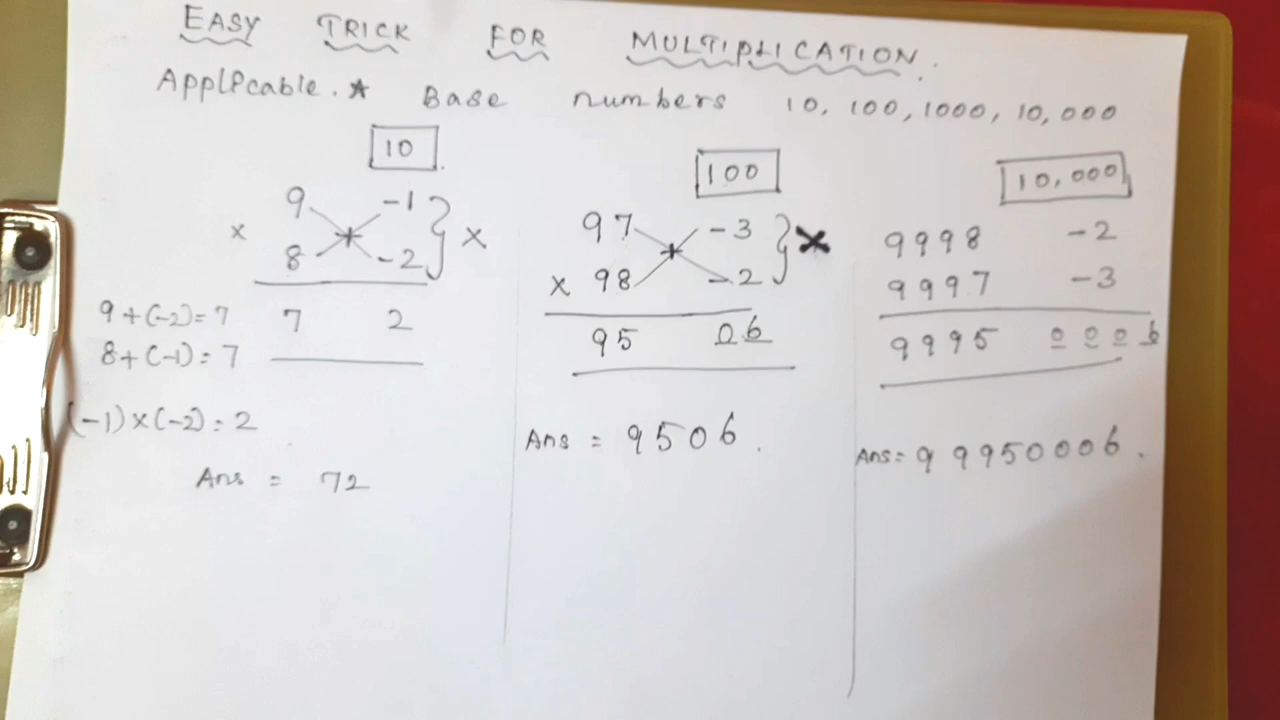 EASY TRICK FOR MULTIPLICATION.
Applicable. * Base numbers 10, 100, 1000, 10,000
10
9 -1
× 8 -2 } ×
7 2
9+(-2)=7
8+(-1)=7
(-1)×(-2)=2
Ans = 72
100
97 -3
× 98 -2 } ×
95 06
Ans = 9506.
10,000
9998 -2
9997 -3
9995 0006
Ans = 99950006.